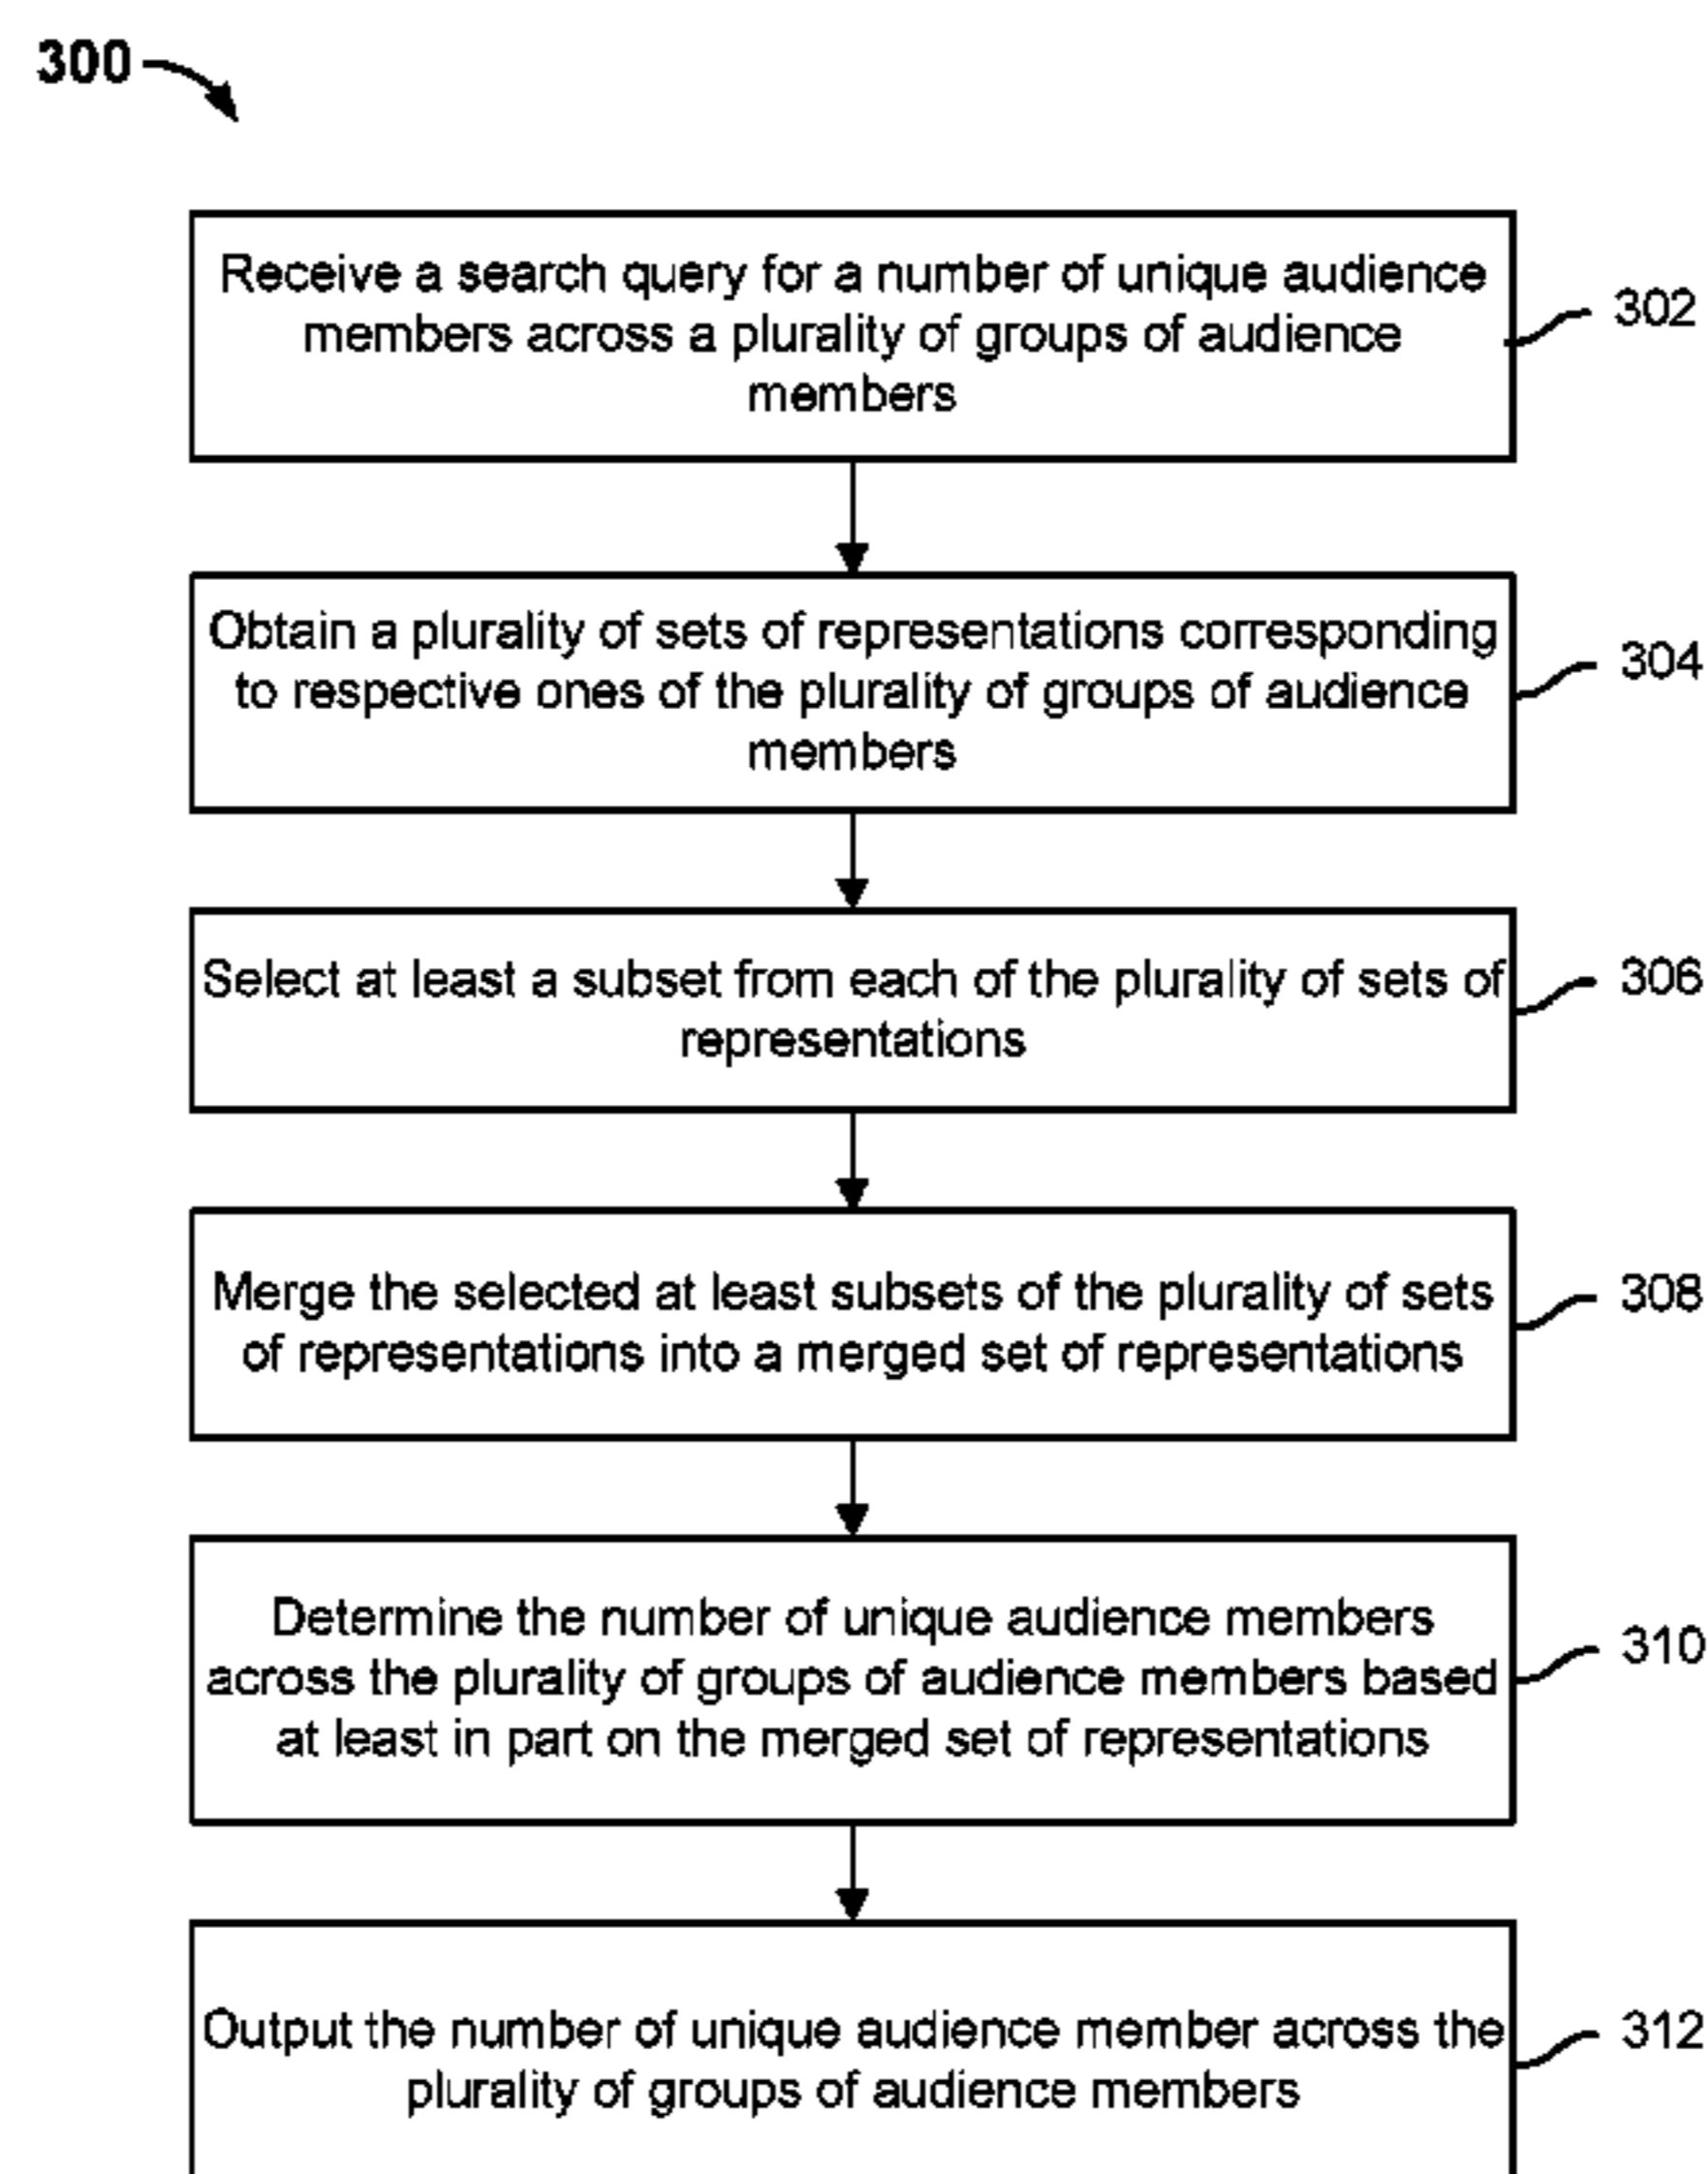 300
Receive a search query for a number of unique audience
members across a plurality of groups of audience
members
302
Obtain a plurality of sets of representations corresponding
to respective ones of the plurality of groups of audience
members
304
Select at least a subset from each of the plurality of sets of
representations
306
Merge the selected at least subsets of the plurality of sets
of representations into a merged set of representations
308
Determine the number of unique audience members
across the plurality of groups of audience members based
at least in part on the merged set of representations
310
Output the number of unique audience member across the
plurality of groups of audience members
312